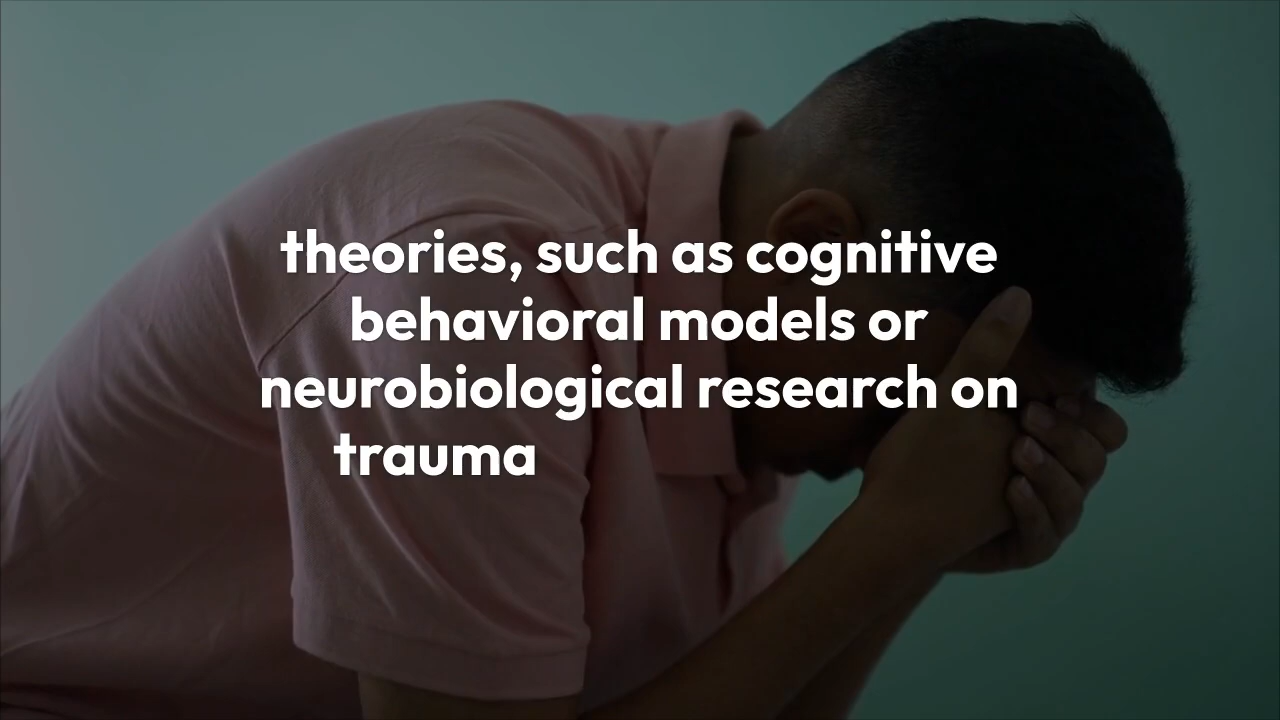 theories, such as cognitive
behavioral models or
neurobiological research on
trauma